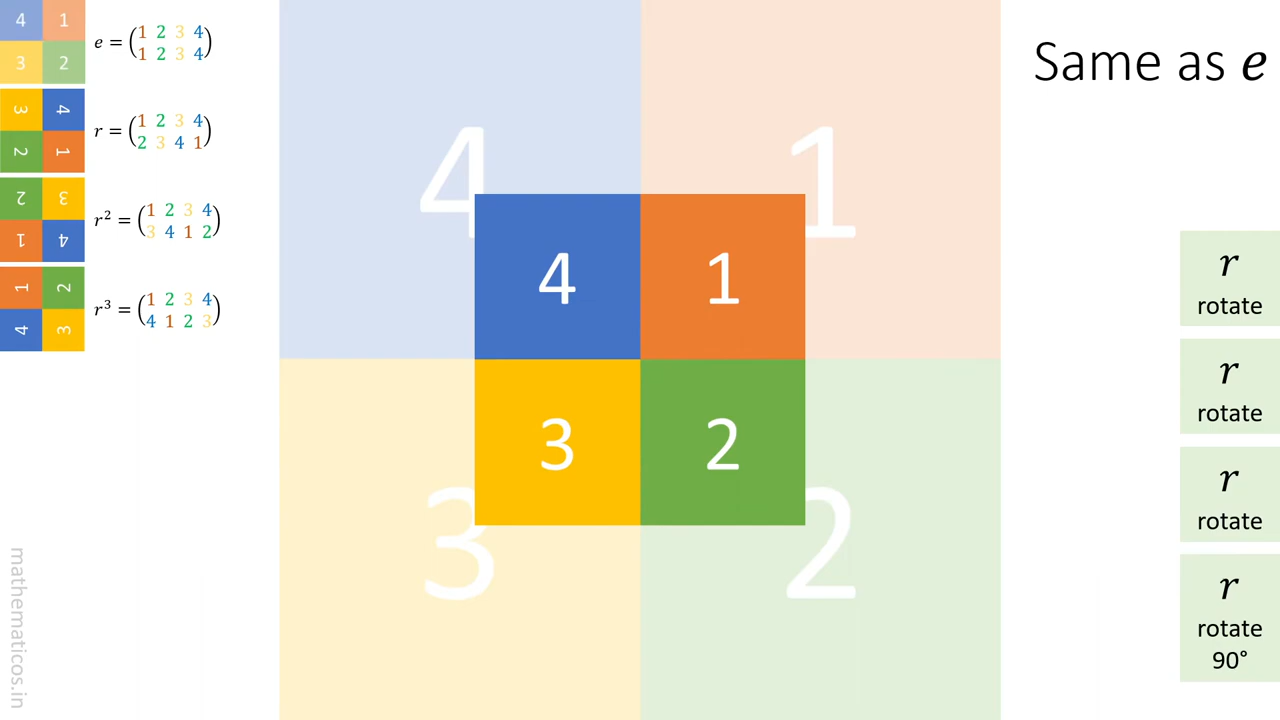 4 1
3 2
e = (1 2 3 4
1 2 3 4)
3 4
2 1
r = (1 2 3 4
2 3 4 1)
2 3
1 4
r² = (1 2 3 4
3 4 1 2)
1 2
4 3
r³ = (1 2 3 4
4 1 2 3)
mathematicos.in
4 1
4 1
3 2
3 2
Same as e
r
rotate
r
rotate
r
rotate
r
rotate
90°